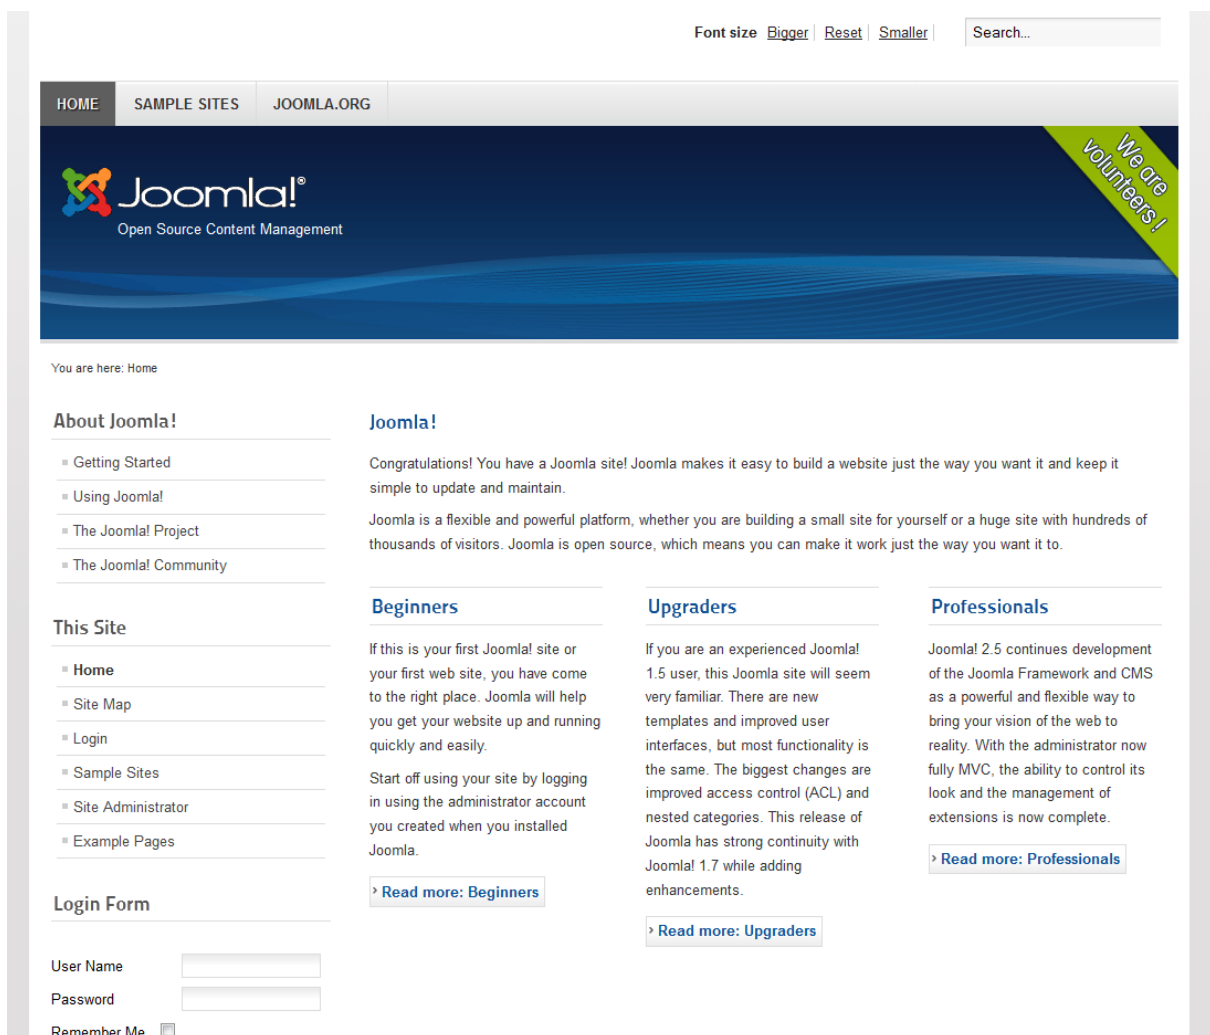 Font size Bigger Reset Smaller Search...
HOME SAMPLE SITES JOOMLA.ORG
We are
volunteers!
Joomla!®
Open Source Content Management
You are here: Home
About Joomla!
Getting Started
Using Joomla!
The Joomla! Project
The Joomla! Community
This Site
Home
Site Map
Login
Sample Sites
Site Administrator
Example Pages
Login Form
User Name
Password
Remember Me
Joomla!
Congratulations! You have a Joomla site! Joomla makes it easy to build a website just the way you want it and keep it
simple to update and maintain.
Joomla is a flexible and powerful platform, whether you are building a small site for yourself or a huge site with hundreds of
thousands of visitors. Joomla is open source, which means you can make it work just the way you want it to.
Beginners
If this is your first Joomla! site or
your first web site, you have come
to the right place. Joomla will help
you get your website up and running
quickly and easily.
Start off using your site by logging
in using the administrator account
you created when you installed
Joomla.
Read more: Beginners
Upgraders
If you are an experienced Joomla!
1.5 user, this Joomla site will seem
very familiar. There are new
templates and improved user
interfaces, but most functionality is
the same. The biggest changes are
improved access control (ACL) and
nested categories. This release of
Joomla has strong continuity with
Joomla! 1.7 while adding
enhancements.
Read more: Upgraders
Professionals
Joomla! 2.5 continues development
of the Joomla Framework and CMS
as a powerful and flexible way to
bring your vision of the web to
reality. With the administrator now
fully MVC, the ability to control its
look and the management of
extensions is now complete.
Read more: Professionals